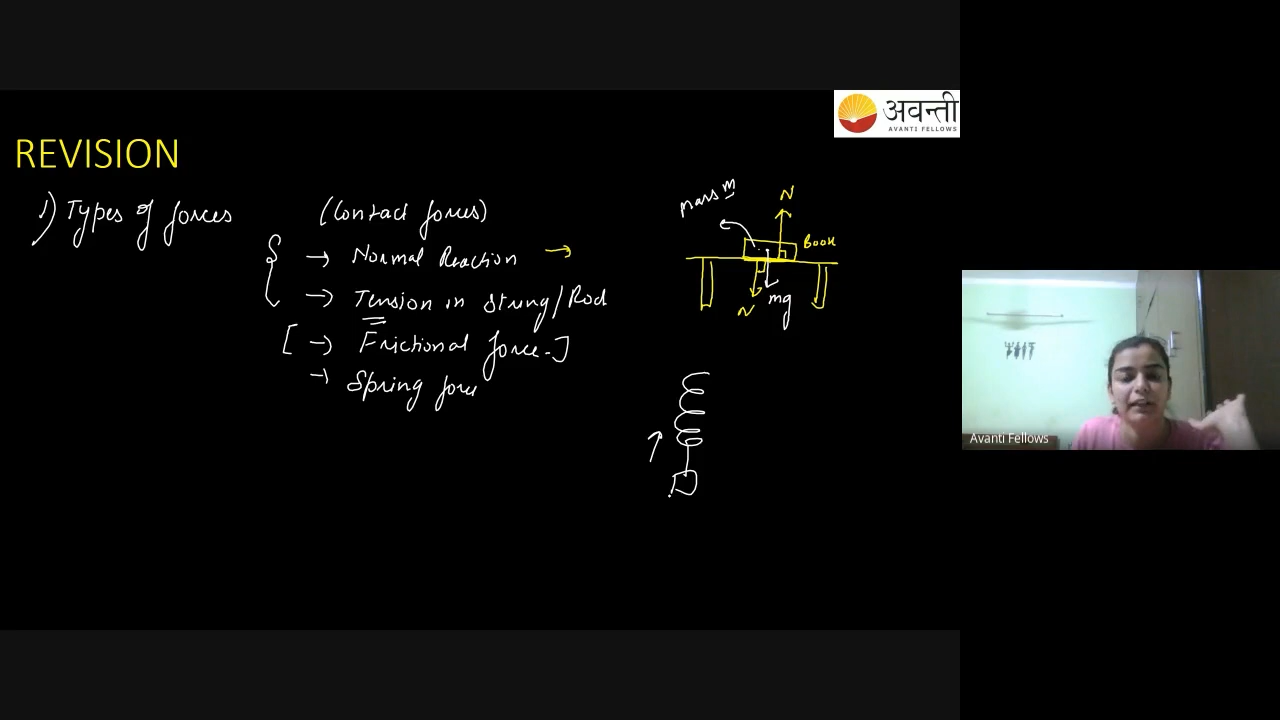 अवन्ती
AVANTI FELLOWS
REVISION
1) Types of forces
(Contact forces)
→ Normal Reaction →
→ Tension in String/Rod
[→ Frictional force.]
→ Spring force
mass m
N
Book
N
mg
Avanti Fellows